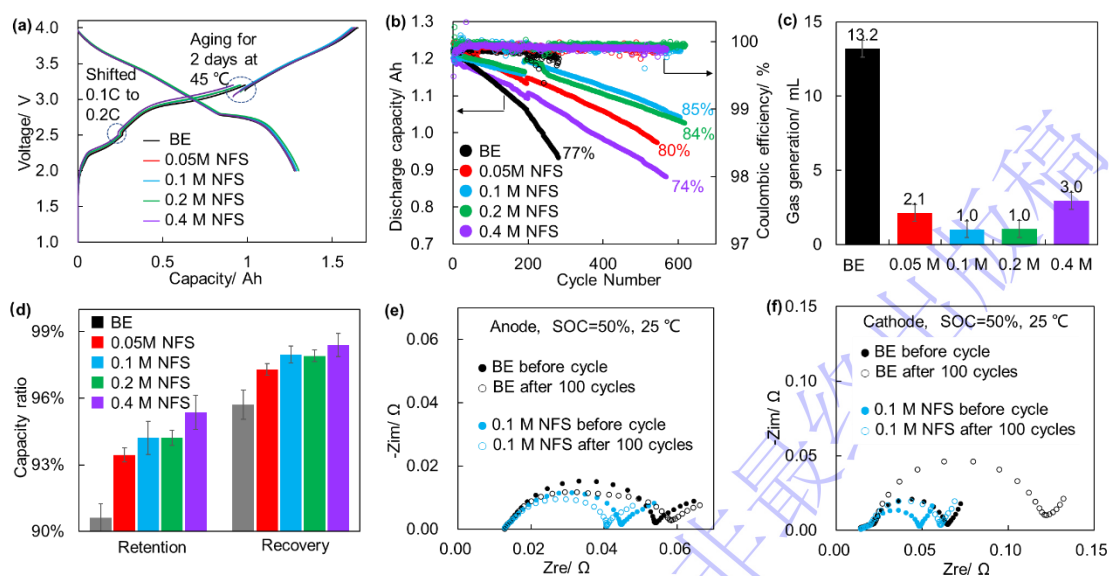 (a)
4.0
3.5
3.0
2.5
2.0
1.5
1.0
Voltage/ V
Aging for
2 days at
45 ℃
Shifted
0.1C to
0.2C
BE
0.05M NFS
0.1 M NFS
0.2 M NFS
0.4 M NFS
0.0 0.5 1.0 1.5
Capacity/ Ah
(b)
1.3
1.2
1.1
1.0
0.9
0.8
0.7
Discharge capacity/ Ah
BE
0.05M NFS
0.1 M NFS
0.2 M NFS
0.4 M NFS
77%
85%
84%
80%
74%
100
99
98
97
Coulombic efficiency/ %
0 200 400 600
Cycle Number
(c)
15
10
5
0
Gas generation/ mL
13.2
2.1
1.0
1.0
3.0
BE 0.05 M 0.1 M 0.2 M 0.4 M
(d)
99%
96%
93%
90%
Capacity ratio
BE
0.05M NFS
0.1 M NFS
0.2 M NFS
0.4 M NFS
Retention Recovery
(e)
-0.06
-0.04
-0.02
0.00
-Zim/ Ω
Anode, SOC=50%, 25 ℃
BE before cycle
BE after 100 cycles
0.1 M NFS before cycle
0.1 M NFS after 100 cycles
0.00 0.02 0.04 0.06
Zre/ Ω
(f)
-0.15
-0.10
-0.05
0.00
-Zim/ Ω
Cathode, SOC=50%, 25 ℃
BE before cycle
BE after 100 cycles
0.1 M NFS before cycle
0.1 M NFS after 100 cycles
0.00 0.05 0.10 0.15
Zre/ Ω
非最终出版稿